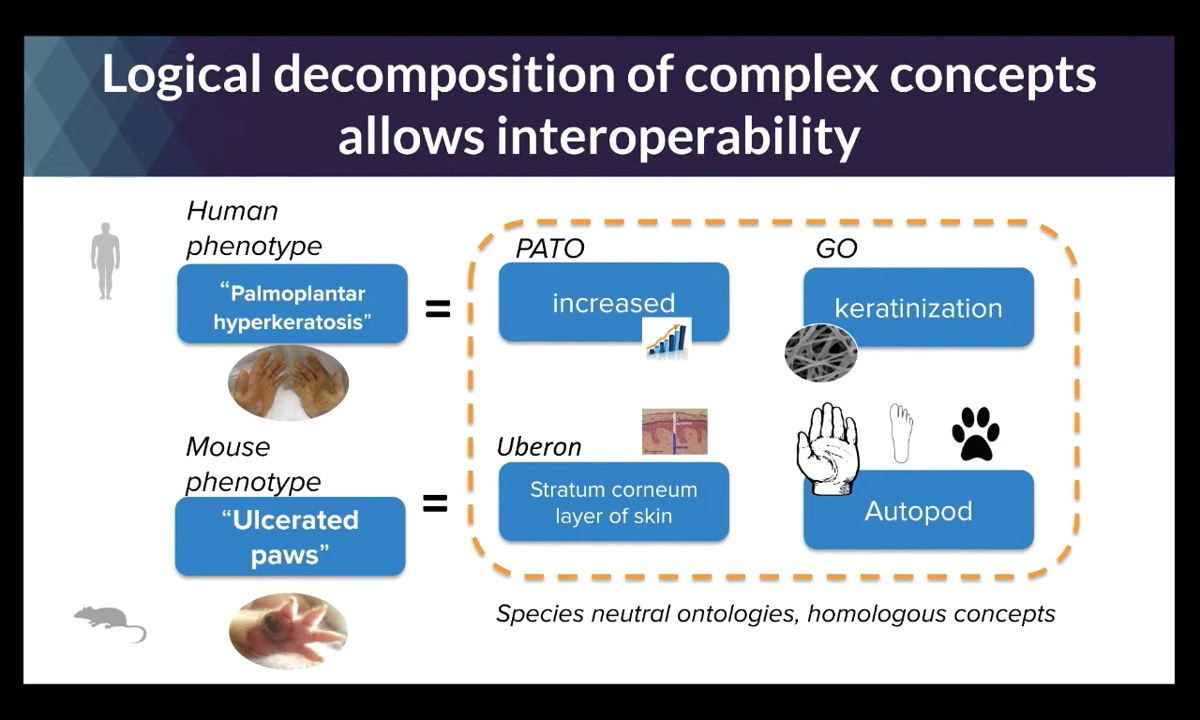 Logical decomposition of complex concepts
allows interoperability
Human
phenotype
“Palmoplantar
hyperkeratosis”
=
PATO
increased
GO
keratinization
Mouse
phenotype
“Ulcerated
paws”
=
Uberon
Stratum corneum
layer of skin
Autopod
Species neutral ontologies, homologous concepts